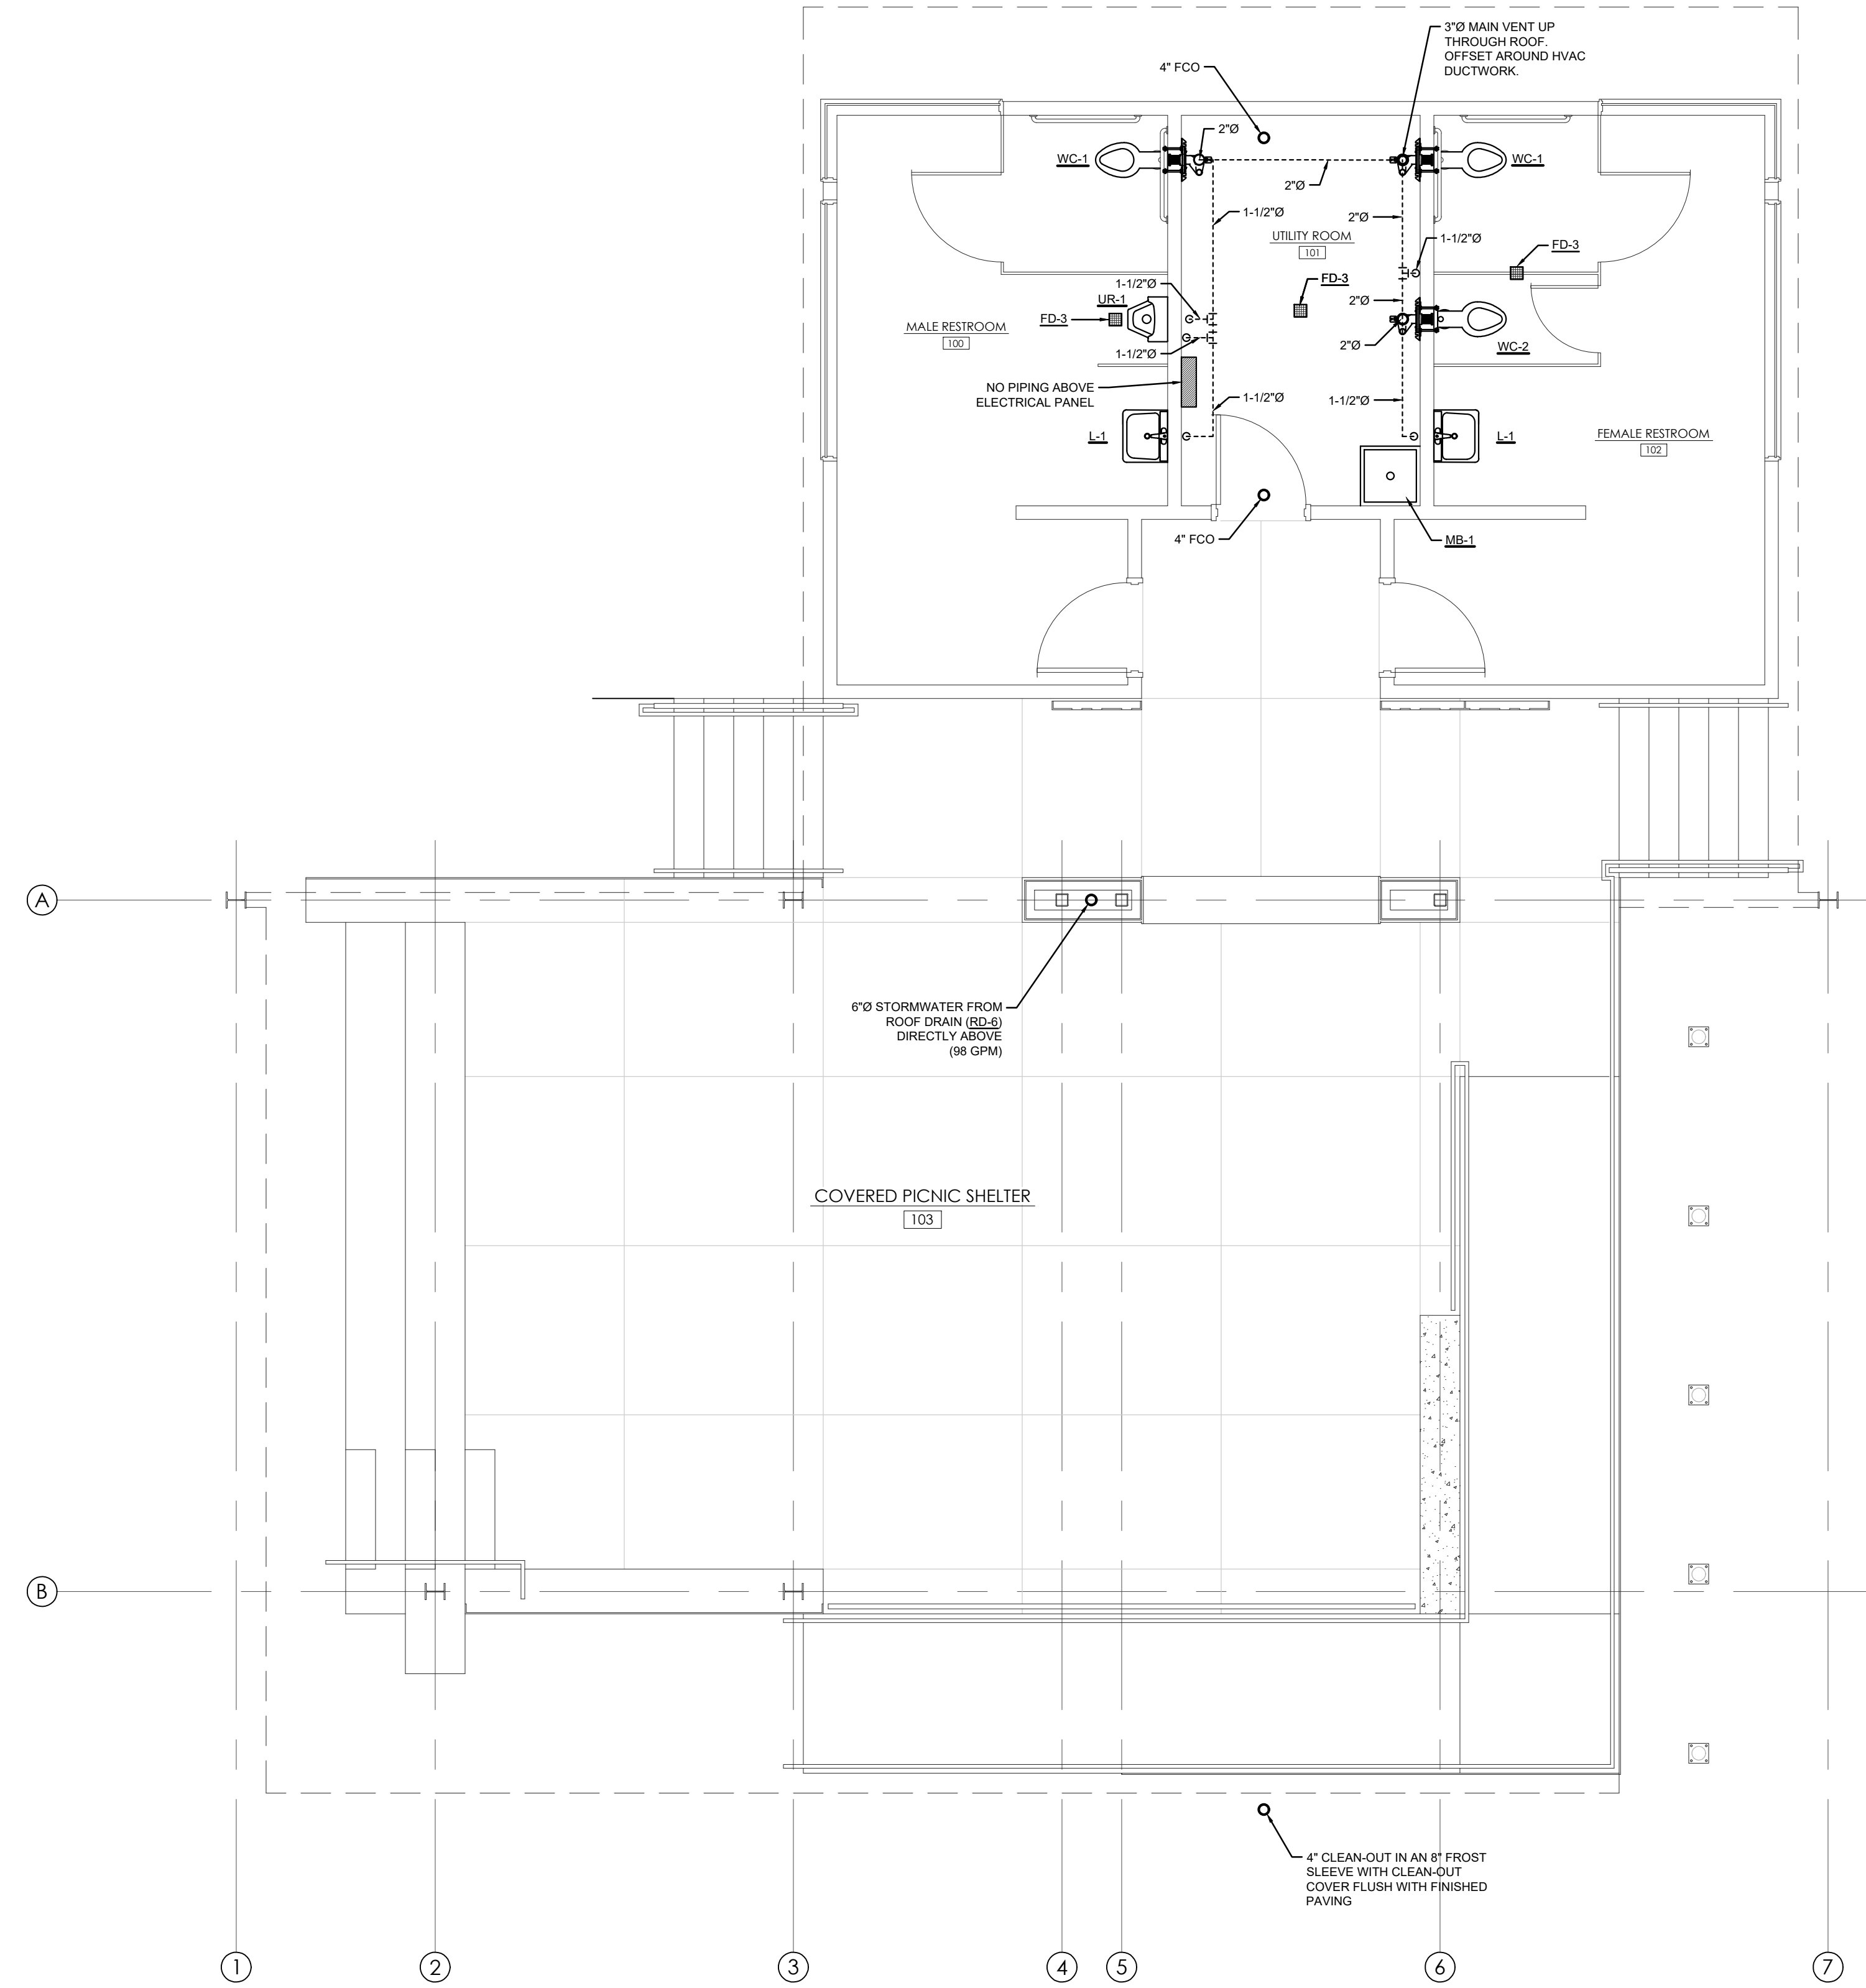 3"Ø MAIN VENT UP
THROUGH ROOF.
OFFSET AROUND HVAC
DUCTWORK.
4" FCO
2"Ø
WC-1
WC-1
2"Ø
1-1/2"Ø
2"Ø
UTILITY ROOM
101
1-1/2"Ø
FD-3
FD-3
1-1/2"Ø
UR-1
2"Ø
FD-3
MALE RESTROOM
100
2"Ø
WC-2
1-1/2"Ø
NO PIPING ABOVE
ELECTRICAL PANEL
1-1/2"Ø
1-1/2"Ø
L-1
L-1
FEMALE RESTROOM
102
4" FCO
MB-1
A
6"Ø STORMWATER FROM
ROOF DRAIN (RD-6)
DIRECTLY ABOVE
(98 GPM)
COVERED PICNIC SHELTER
103
B
4" CLEAN-OUT IN AN 8" FROST
SLEEVE WITH CLEAN-OUT
COVER FLUSH WITH FINISHED
PAVING
1
2
3
4
5
6
7